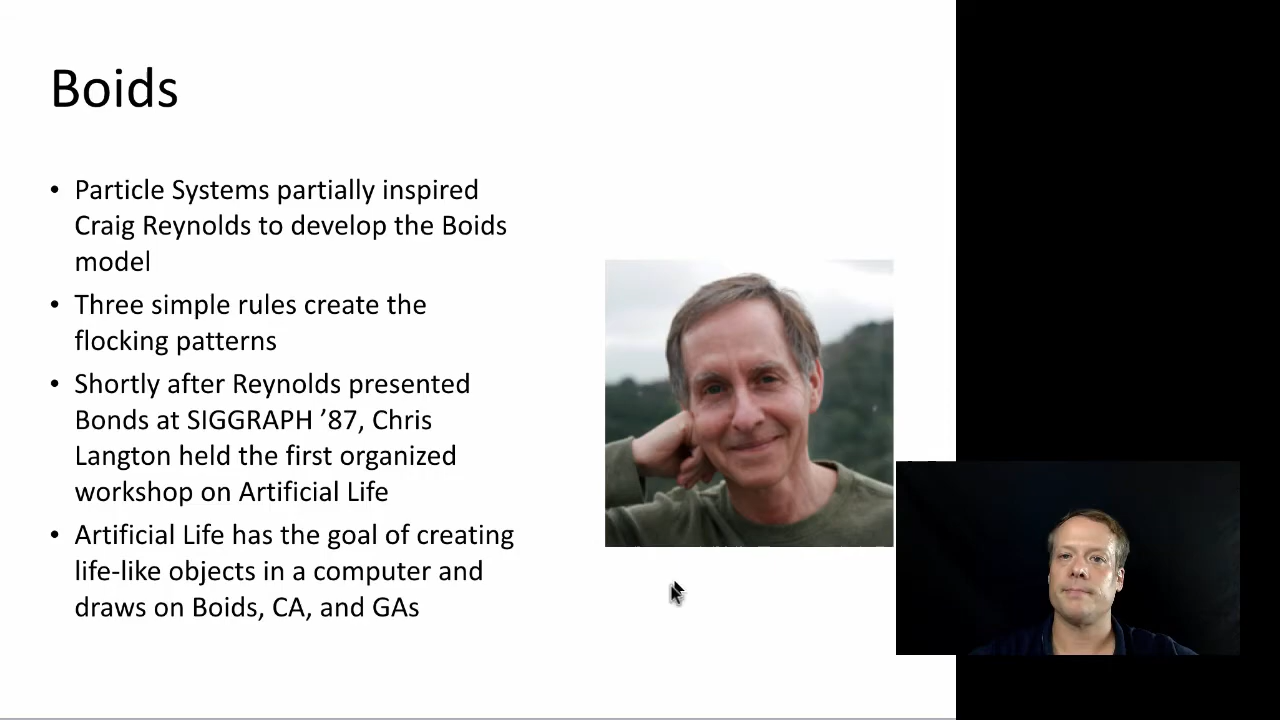 Boids
• Particle Systems partially inspired
Craig Reynolds to develop the Boids
model
• Three simple rules create the
flocking patterns
• Shortly after Reynolds presented
Bonds at SIGGRAPH ’87, Chris
Langton held the first organized
workshop on Artificial Life
• Artificial Life has the goal of creating
life-like objects in a computer and
draws on Boids, CA, and GAs